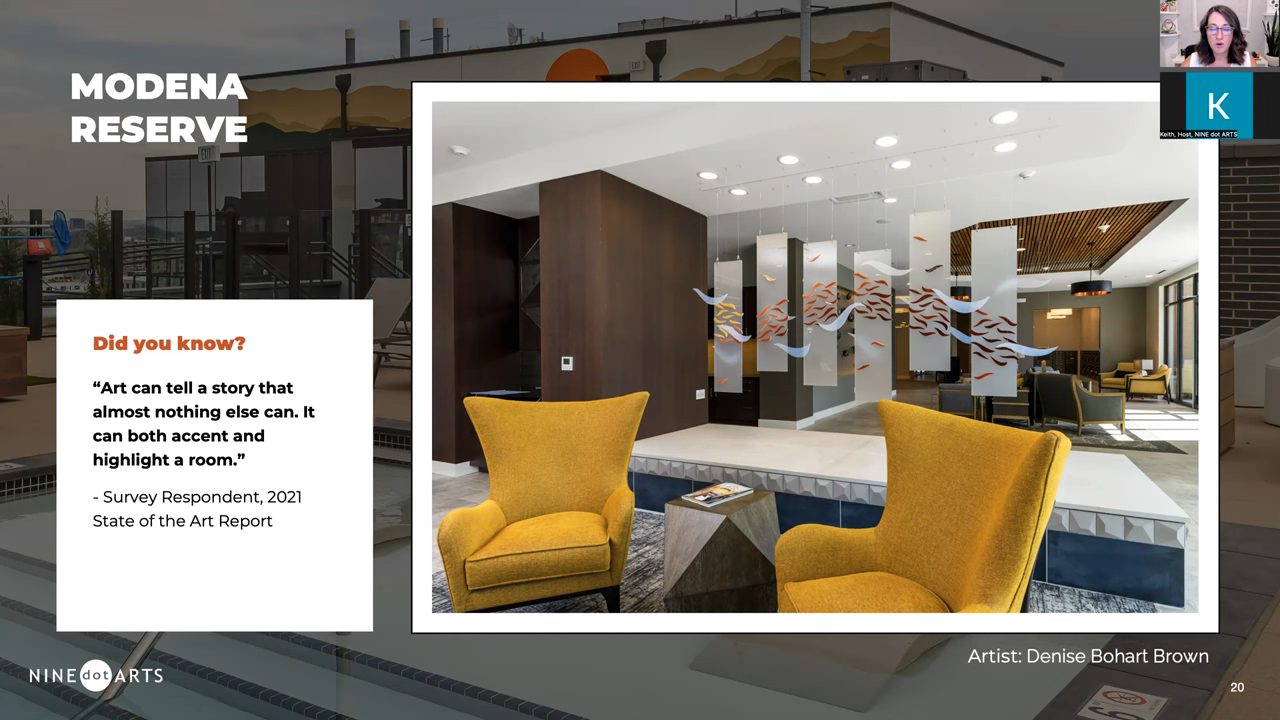 MODENA
RESERVE
Did you know?
“Art can tell a story that
almost nothing else can. It
can both accent and
highlight a room.”
- Survey Respondent, 2021
State of the Art Report
K
Keith, Host, NINE dot ARTS
EXIT
EXIT
Artist: Denise Bohart Brown
NINE dot ARTS
20